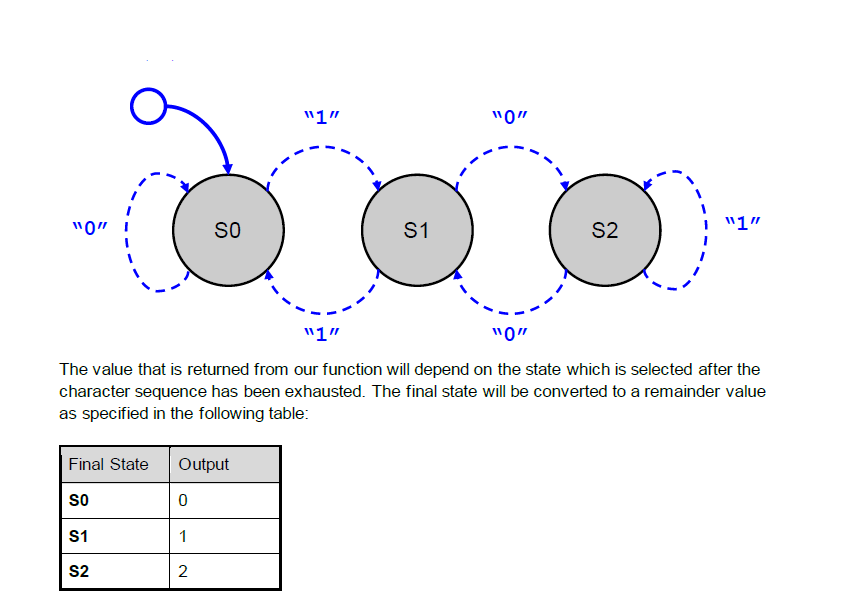 “1” “0”
“0” S0 S1 S2 “1”
“1” “0”
The value that is returned from our function will depend on the state which is selected after the
character sequence has been exhausted. The final state will be converted to a remainder value
as specified in the following table:
Final State Output
S0 0
S1 1
S2 2